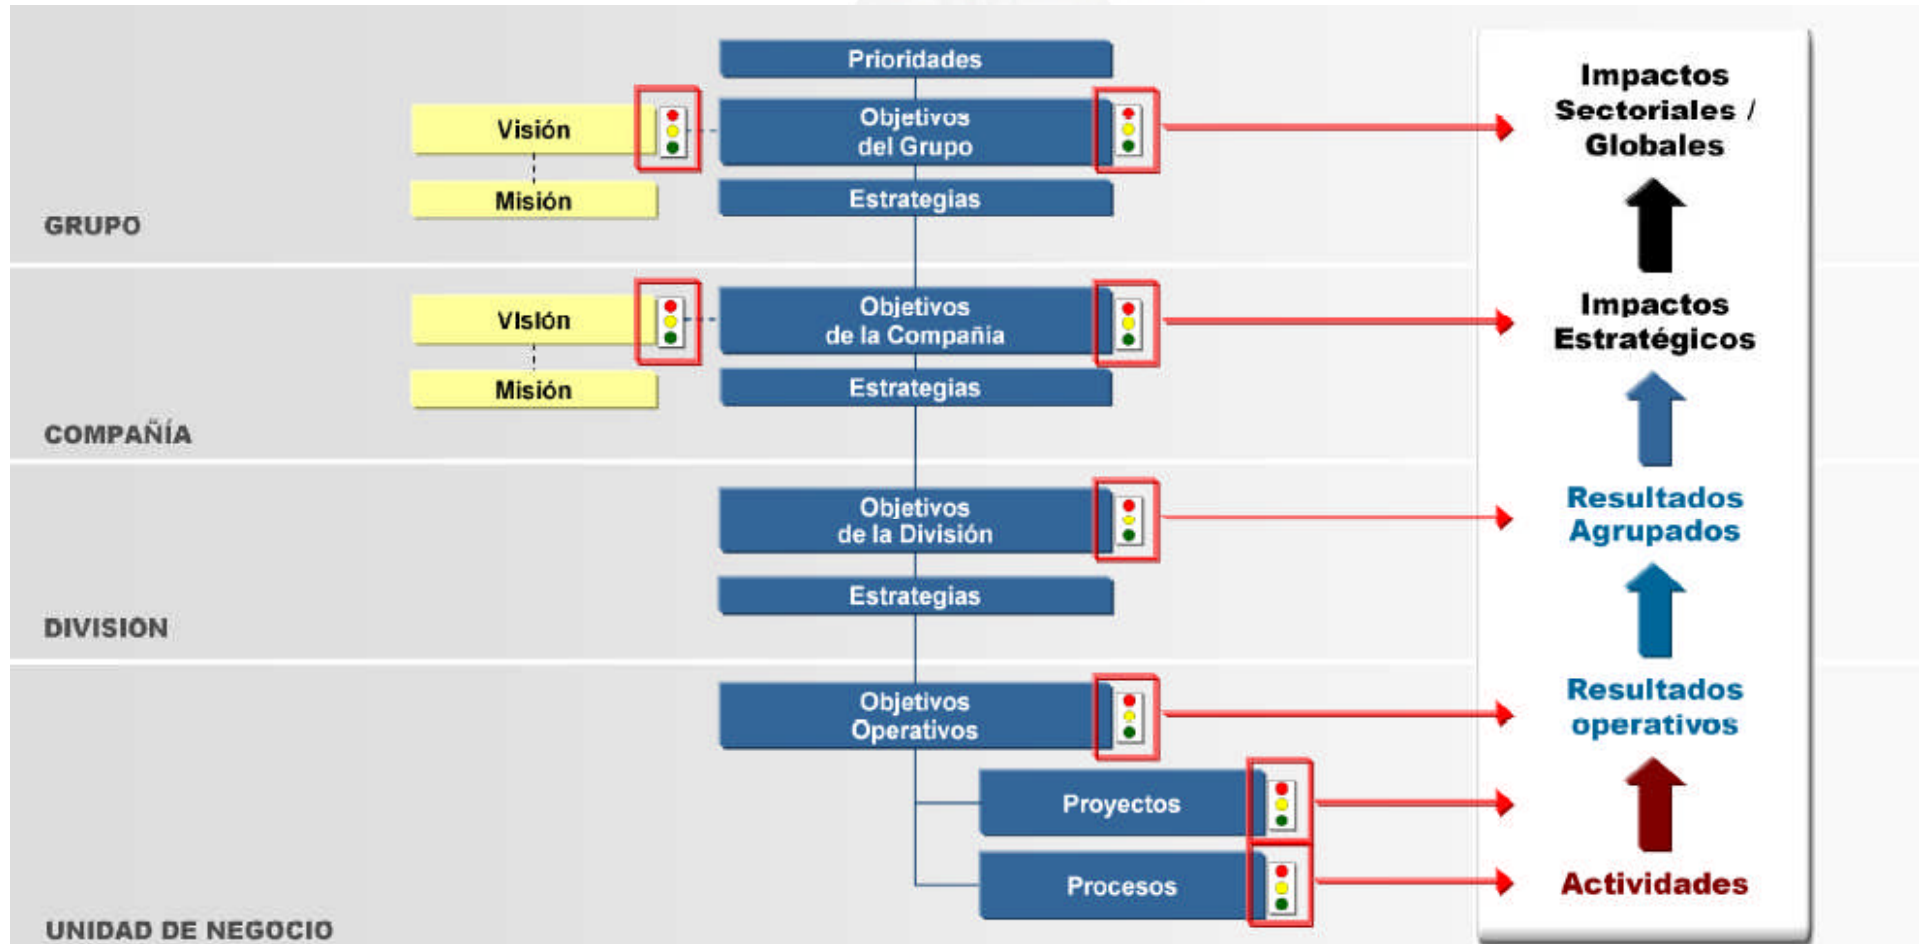 Prioridades
Visión
Objetivos
del Grupo
Misión
Estrategias
GRUPO
Impactos
Sectoriales /
Globales
Visión
Objetivos
de la Compañía
Misión
Estrategias
COMPAÑÍA
Impactos
Estratégicos
Objetivos
de la División
Estrategias
DIVISION
Resultados
Agrupados
Objetivos
Operativos
Proyectos
Procesos
UNIDAD DE NEGOCIO
Resultados
operativos
Actividades